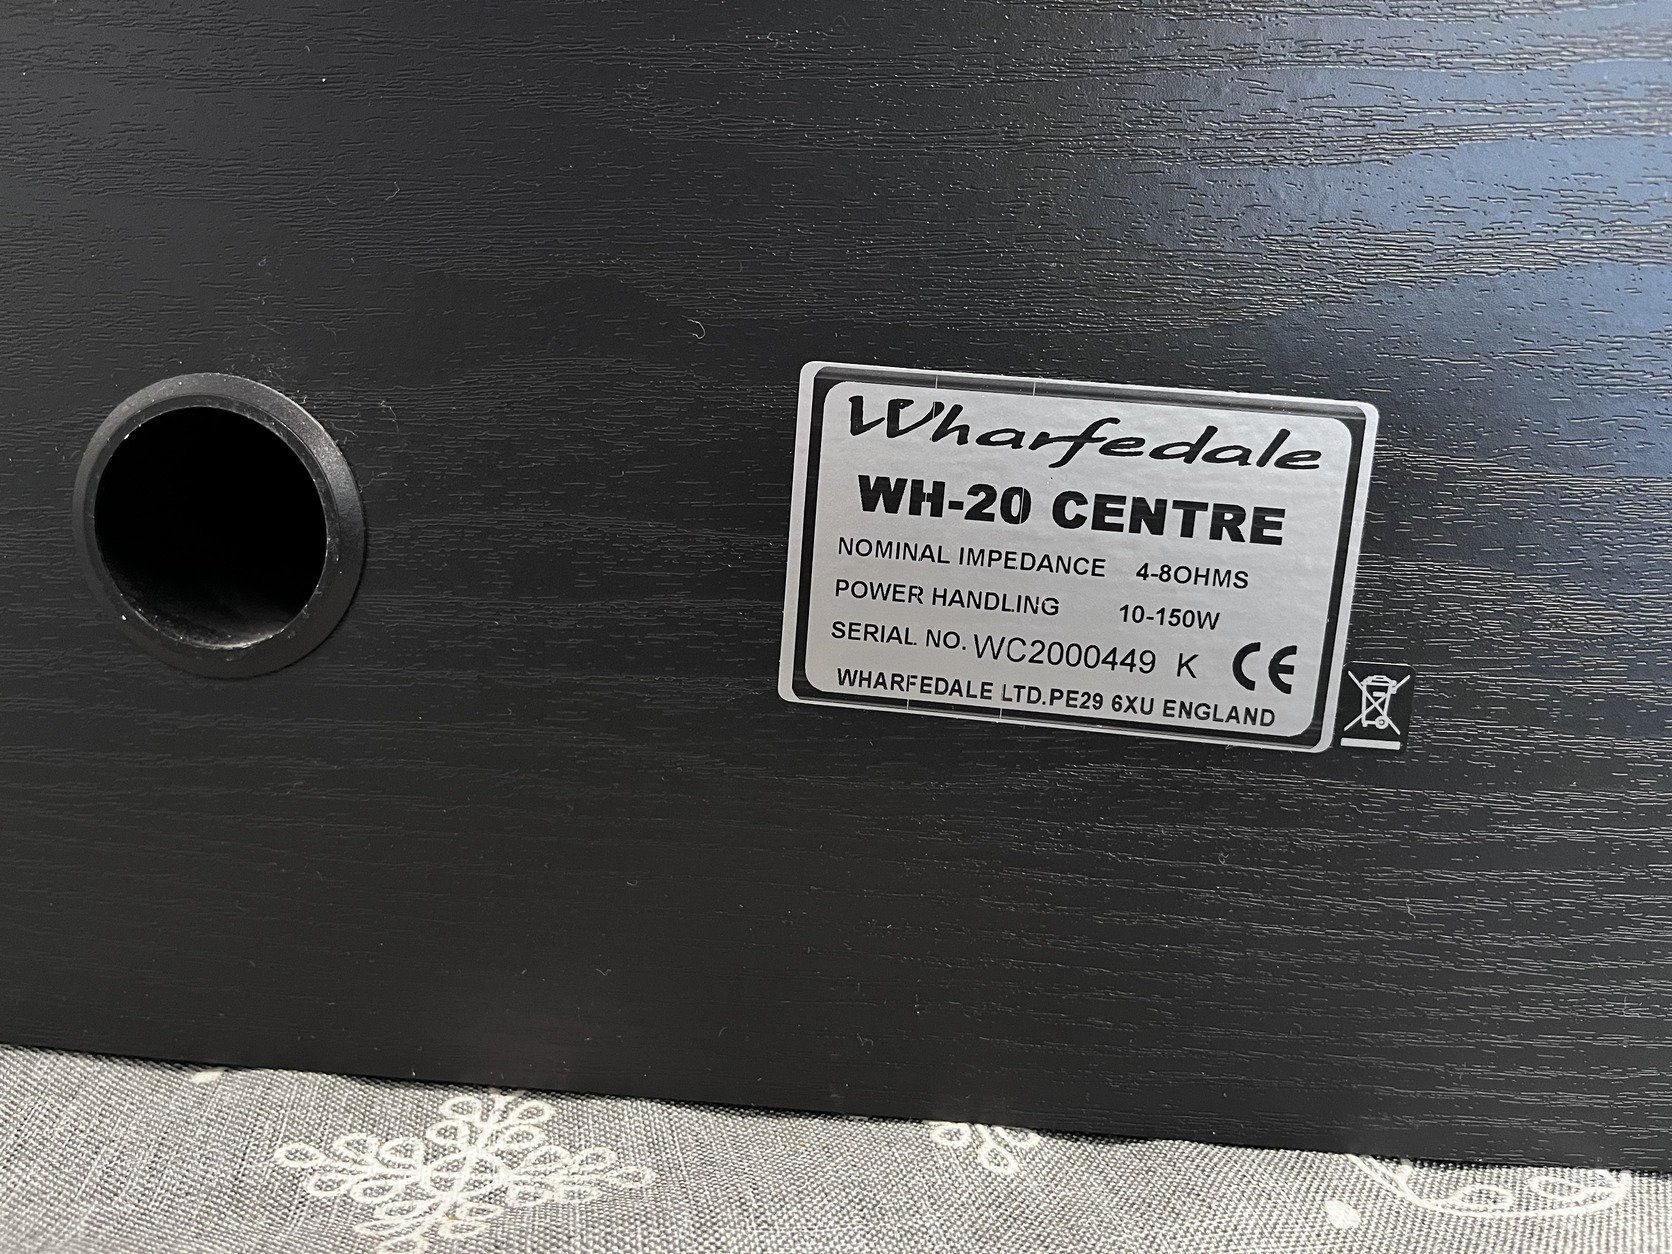 Wharfedale
WH-20 CENTRE
NOMINAL IMPEDANCE 4-8OHMS
POWER HANDLING 10-150W
SERIAL NO. WC2000449 K CE
WHARFEDALE LTD.PE29 6XU ENGLAND